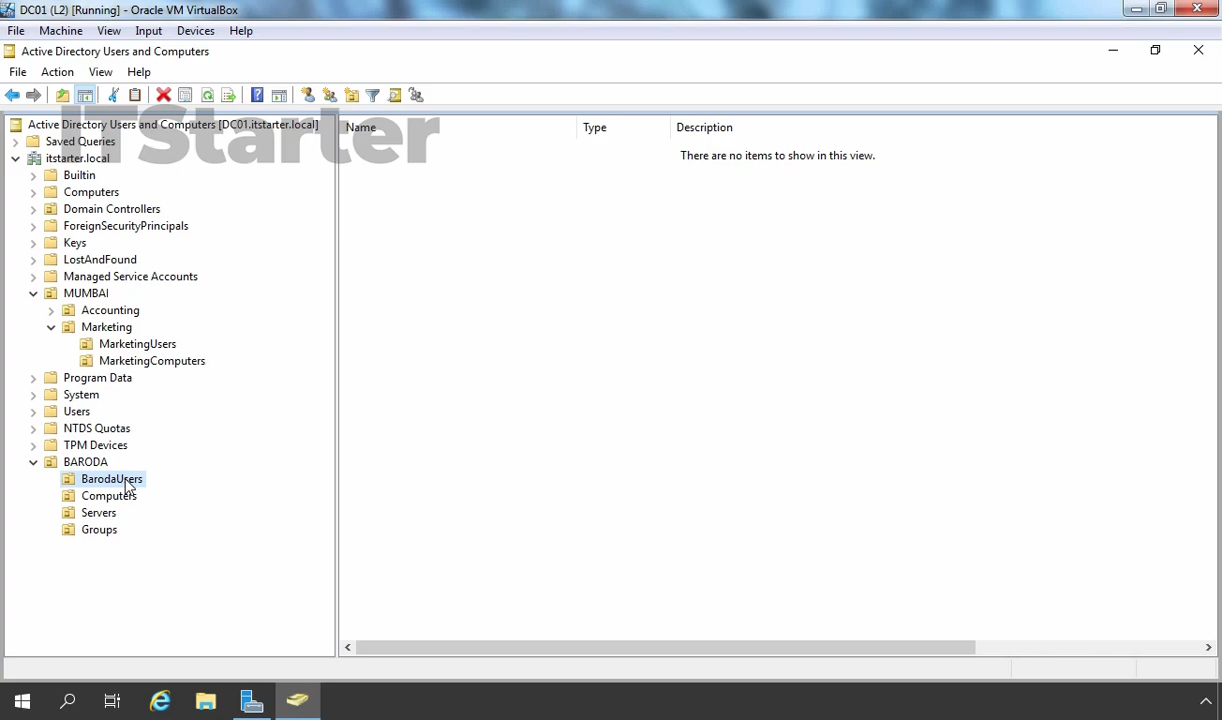 DC01 (L2) [Running] - Oracle VM VirtualBox
File Machine View Input Devices Help
Active Directory Users and Computers
File Action View Help
ITStarter
Active Directory Users and Computers [DC01.itstarter.local]
Name Type Description
Saved Queries
There are no items to show in this view.
itstarter.local
Builtin
Computers
Domain Controllers
ForeignSecurityPrincipals
Keys
LostAndFound
Managed Service Accounts
MUMBAI
Accounting
Marketing
MarketingUsers
MarketingComputers
Program Data
System
Users
NTDS Quotas
TPM Devices
BARODA
BarodaUsers
Computers
Servers
Groups